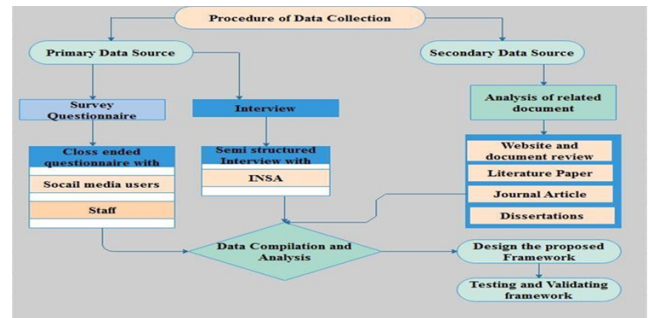 Procedure of Data Collection
Primary Data Source
Secondary Data Source
Survey
Questionnaire
Interview
Analysis of related
document
Closs ended
questionnaire with
Socail media users
Staff
Semi structured
Interview with
INSA
Website and
document review
Literature Paper
Journal Article
Dissertations
Data Compilation and
Analysis
Design the proposed
Framework
Testing and Validating
framework